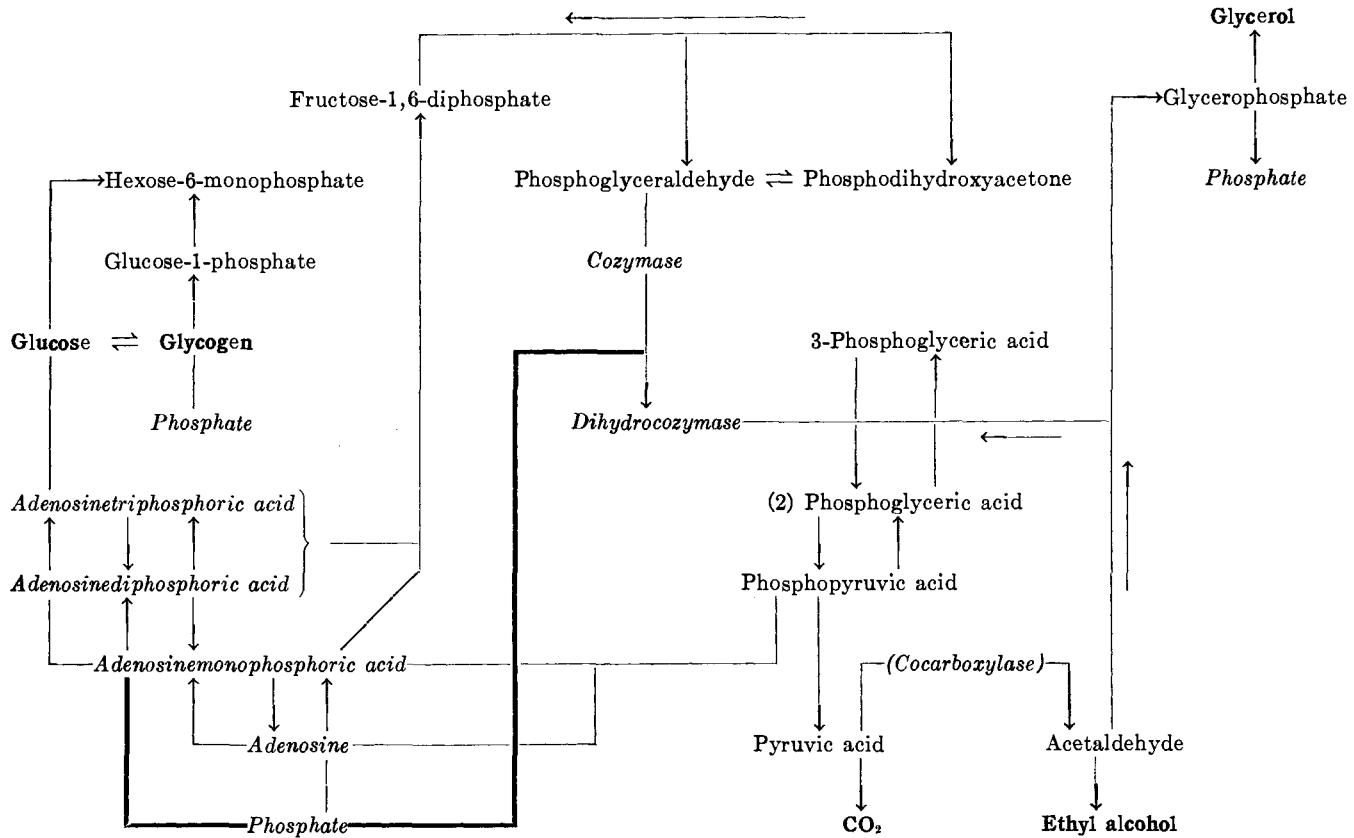 Glycerol
Fructose-1,6-diphosphate
Glycerophosphate
Hexose-6-monophosphate
Phosphoglyceraldehyde ⇌ Phosphodihydroxyacetone
Phosphate
Glucose-1-phosphate
Cozymase
Glucose ⇌ Glycogen
3-Phosphoglyceric acid
Phosphate
Dihydrocozymase
Adenosinetriphosphoric acid
(2) Phosphoglyceric acid
Adenosinediphosphoric acid
Phosphopyruvic acid
Adenosinemonophosphoric acid
(Cocarboxylase)
Adenosine
Pyruvic acid
Acetaldehyde
Phosphate
CO₂
Ethyl alcohol